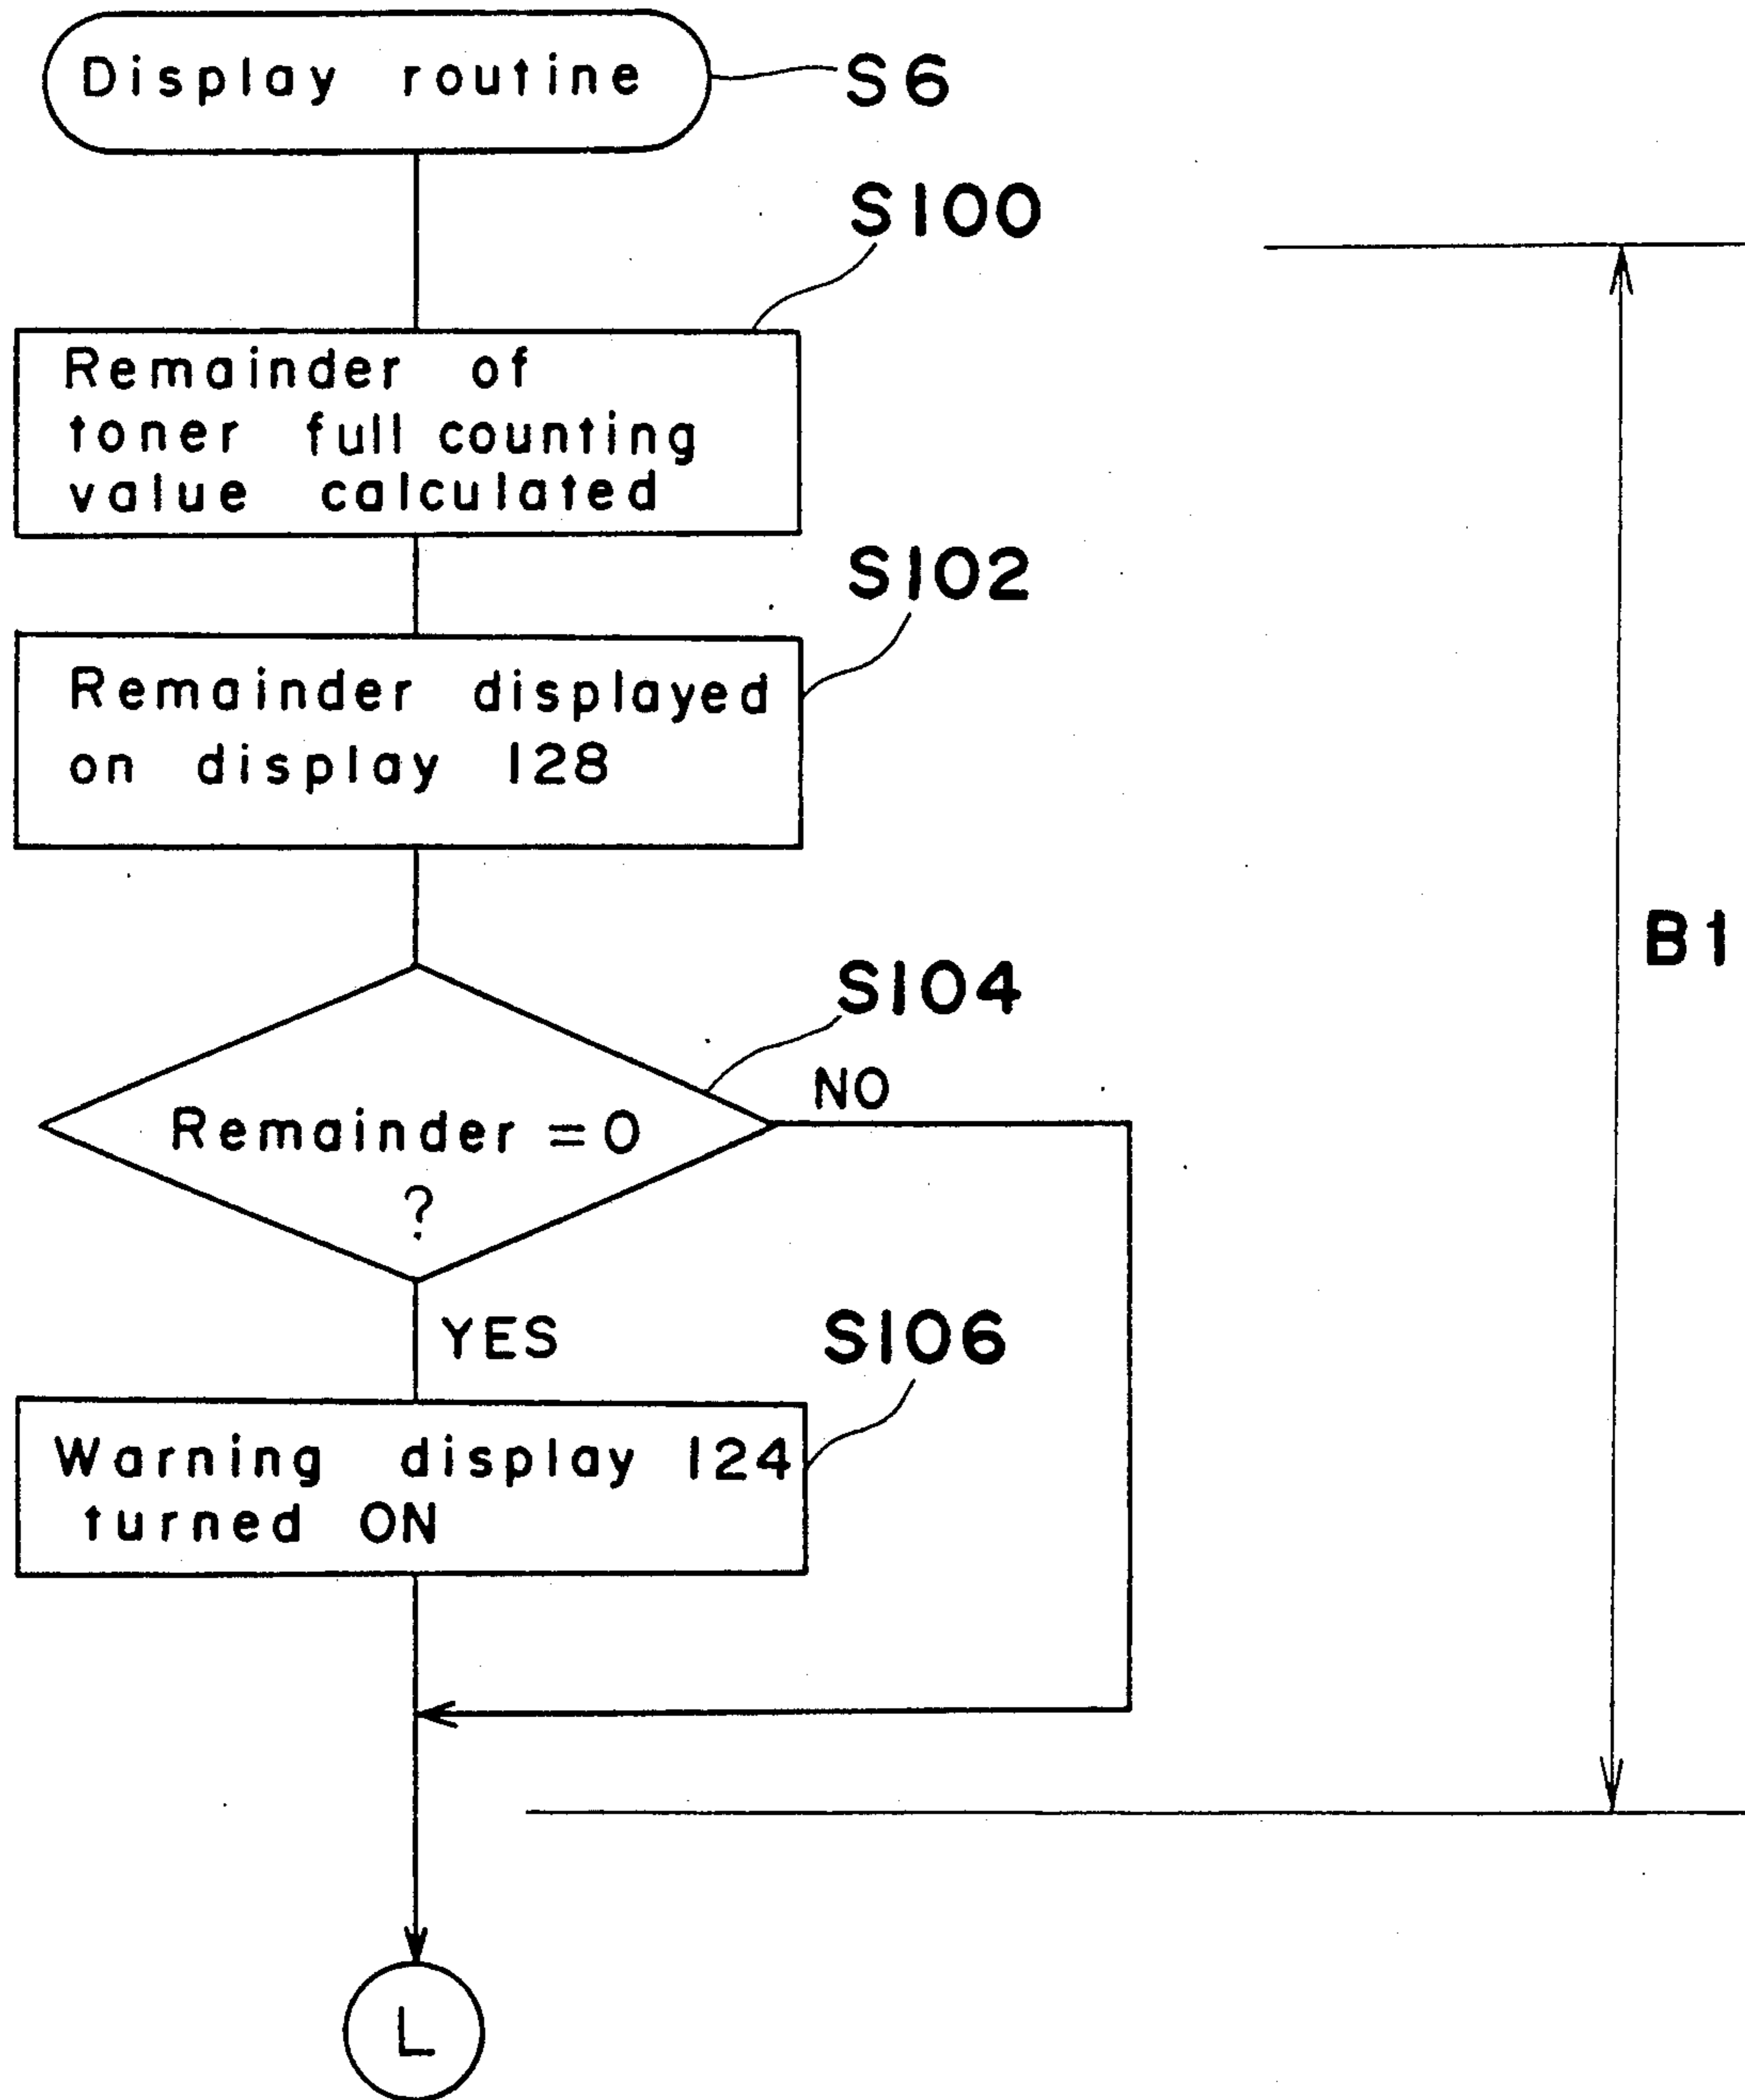 Display routine
S6
S100
Remainder of
toner full counting
value calculated
S102
Remainder displayed
on display 128
B1
S104
NO
Remainder = 0
?
YES
S106
Warning display 124
turned ON
L